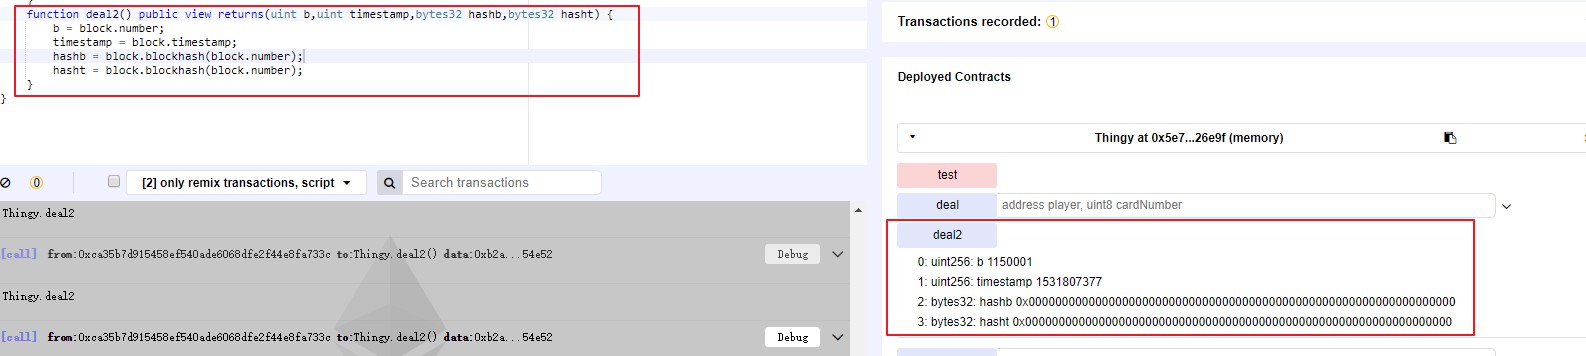 function deal2() public view returns(uint b,uint timestamp,bytes32 hashb,bytes32 hasht) {
b = block.number;
timestamp = block.timestamp;
hashb = block.blockhash(block.number);
hasht = block.blockhash(block.number);
}
}
0
[2] only remix transactions, script
Search transactions
Thingy.deal2
[call] from:0xca35b7d915458ef540ade6068dfe2f44e8fa733c to:Thingy.deal2() data:0xb2a...54e52
Debug
Thingy.deal2
[call] from:0xca35b7d915458ef540ade6068dfe2f44e8fa733c to:Thingy.deal2() data:0xb2a...54e52
Debug
Transactions recorded: 1
Deployed Contracts
Thingy at 0x5e7...26e9f (memory)
test
deal
address player, uint8 cardNumber
deal2
0: uint256: b 1150001
1: uint256: timestamp 1531807377
2: bytes32: hashb 0x0000000000000000000000000000000000000000000000000000000000000000
3: bytes32: hasht 0x0000000000000000000000000000000000000000000000000000000000000000